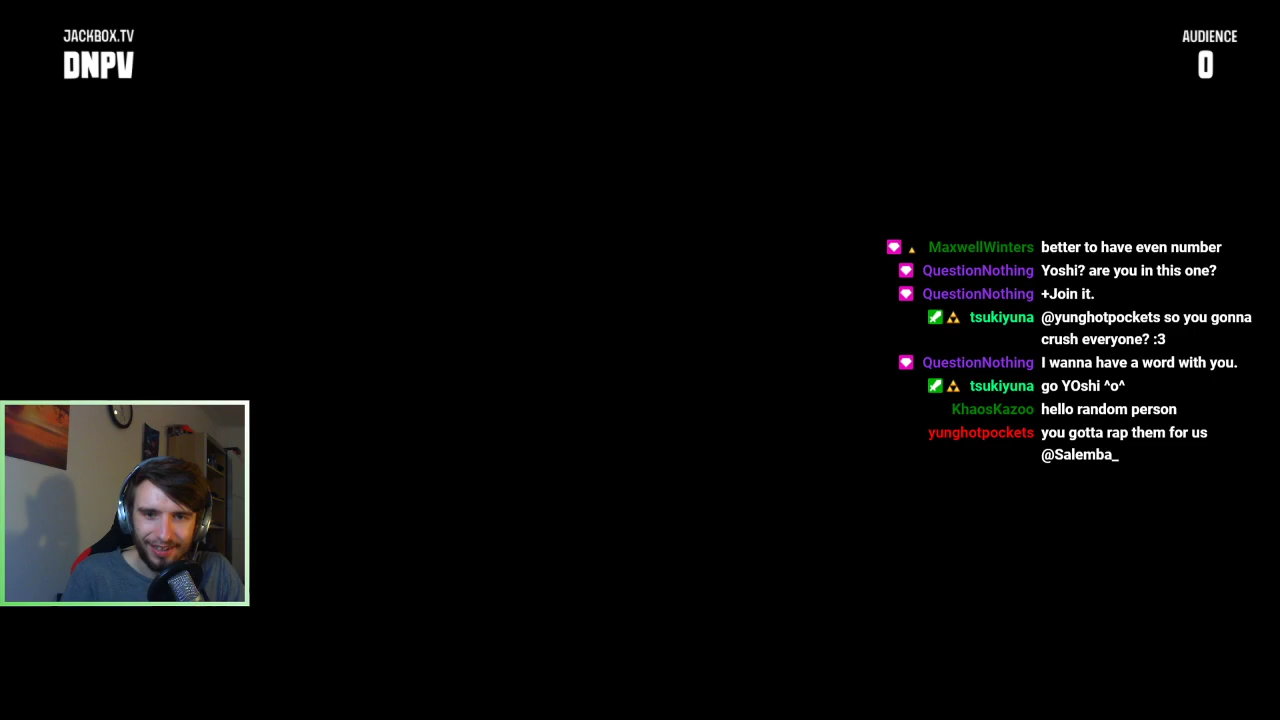 JACKBOX.TV
DNPV
AUDIENCE
0
MaxwellWinters better to have even number
QuestionNothing Yoshi? are you in this one?
QuestionNothing +Join it.
tsukiyuna @yunghotpockets so you gonna
crush everyone? :3
QuestionNothing I wanna have a word with you.
tsukiyuna go YOshi ^o^
KhaosKazoo hello random person
yunghotpockets you gotta rap them for us
@Salemba_